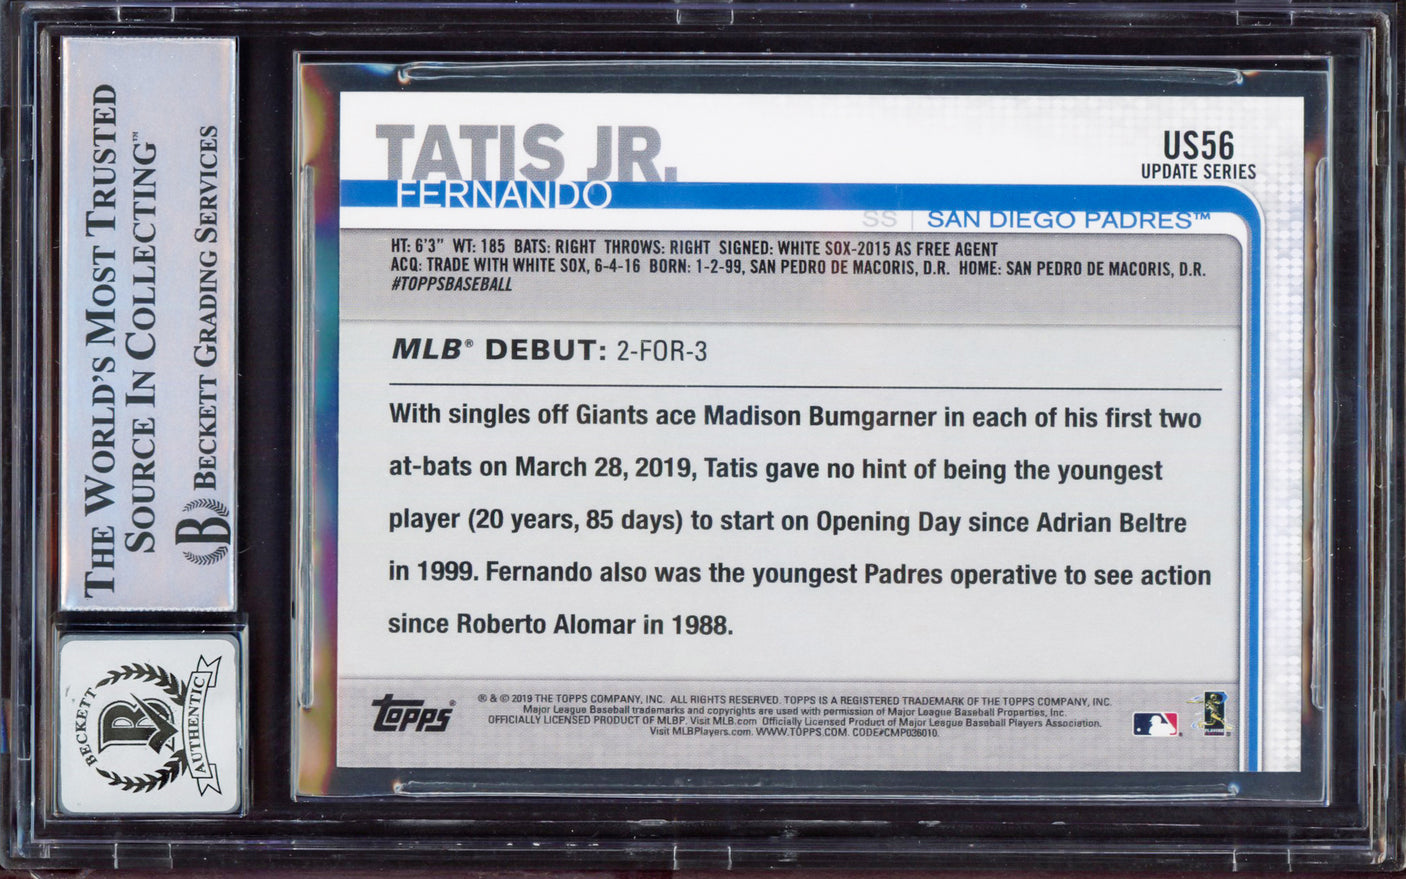 THE WORLD'S MOST TRUSTED
SOURCE IN COLLECTING™
BECKETT GRADING SERVICES
B
BECKETT
B
AUTHENTIC
TATIS JR.
FERNANDO
US56
UPDATE SERIES
SS | SAN DIEGO PADRES™
HT: 6'3" WT: 185 BATS: RIGHT THROWS: RIGHT SIGNED: WHITE SOX-2015 AS FREE AGENT
ACQ: TRADE WITH WHITE SOX, 6-4-16 BORN: 1-2-99, SAN PEDRO DE MACORIS, D.R. HOME: SAN PEDRO DE MACORIS, D.R.
#TOPPSBASEBALL
MLB® DEBUT: 2-FOR-3
With singles off Giants ace Madison Bumgarner in each of his first two
at-bats on March 28, 2019, Tatis gave no hint of being the youngest
player (20 years, 85 days) to start on Opening Day since Adrian Beltre
in 1999. Fernando also was the youngest Padres operative to see action
since Roberto Alomar in 1988.
Topps®
® & © 2019 THE TOPPS COMPANY, INC. ALL RIGHTS RESERVED. TOPPS IS A REGISTERED TRADEMARK OF THE TOPPS COMPANY, INC.
Major League Baseball trademarks and copyrights are used with permission of Major League Baseball Properties, Inc.
OFFICIALLY LICENSED PRODUCT OF MLBP. Visit MLB.com Officially Licensed Product of Major League Baseball Players Association.
Visit MLBPlayers.com. WWW.TOPPS.COM. CODE#CMP036010.
PLAYERS